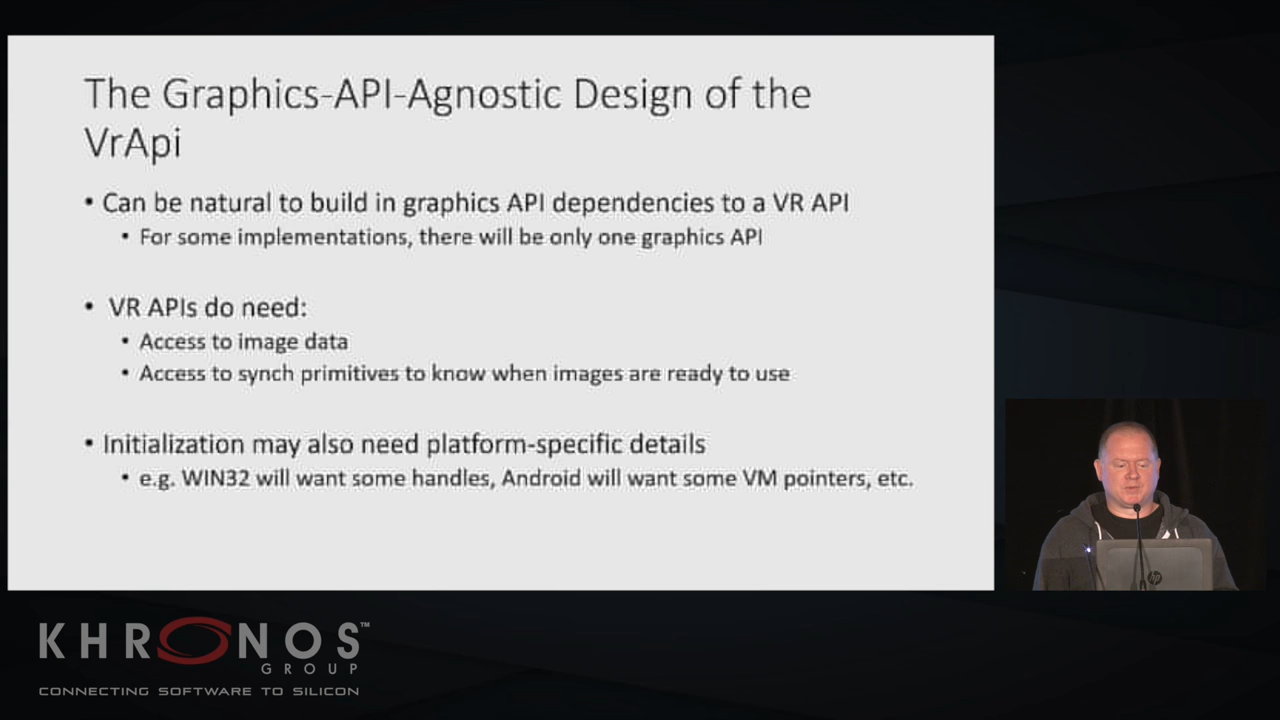 The Graphics-API-Agnostic Design of the
VrApi
• Can be natural to build in graphics API dependencies to a VR API
• For some implementations, there will be only one graphics API
• VR APIs do need:
• Access to image data
• Access to synch primitives to know when images are ready to use
• Initialization may also need platform-specific details
• e.g. WIN32 will want some handles, Android will want some VM pointers, etc.
hp
KHRONOS™
GROUP
CONNECTING SOFTWARE TO SILICON